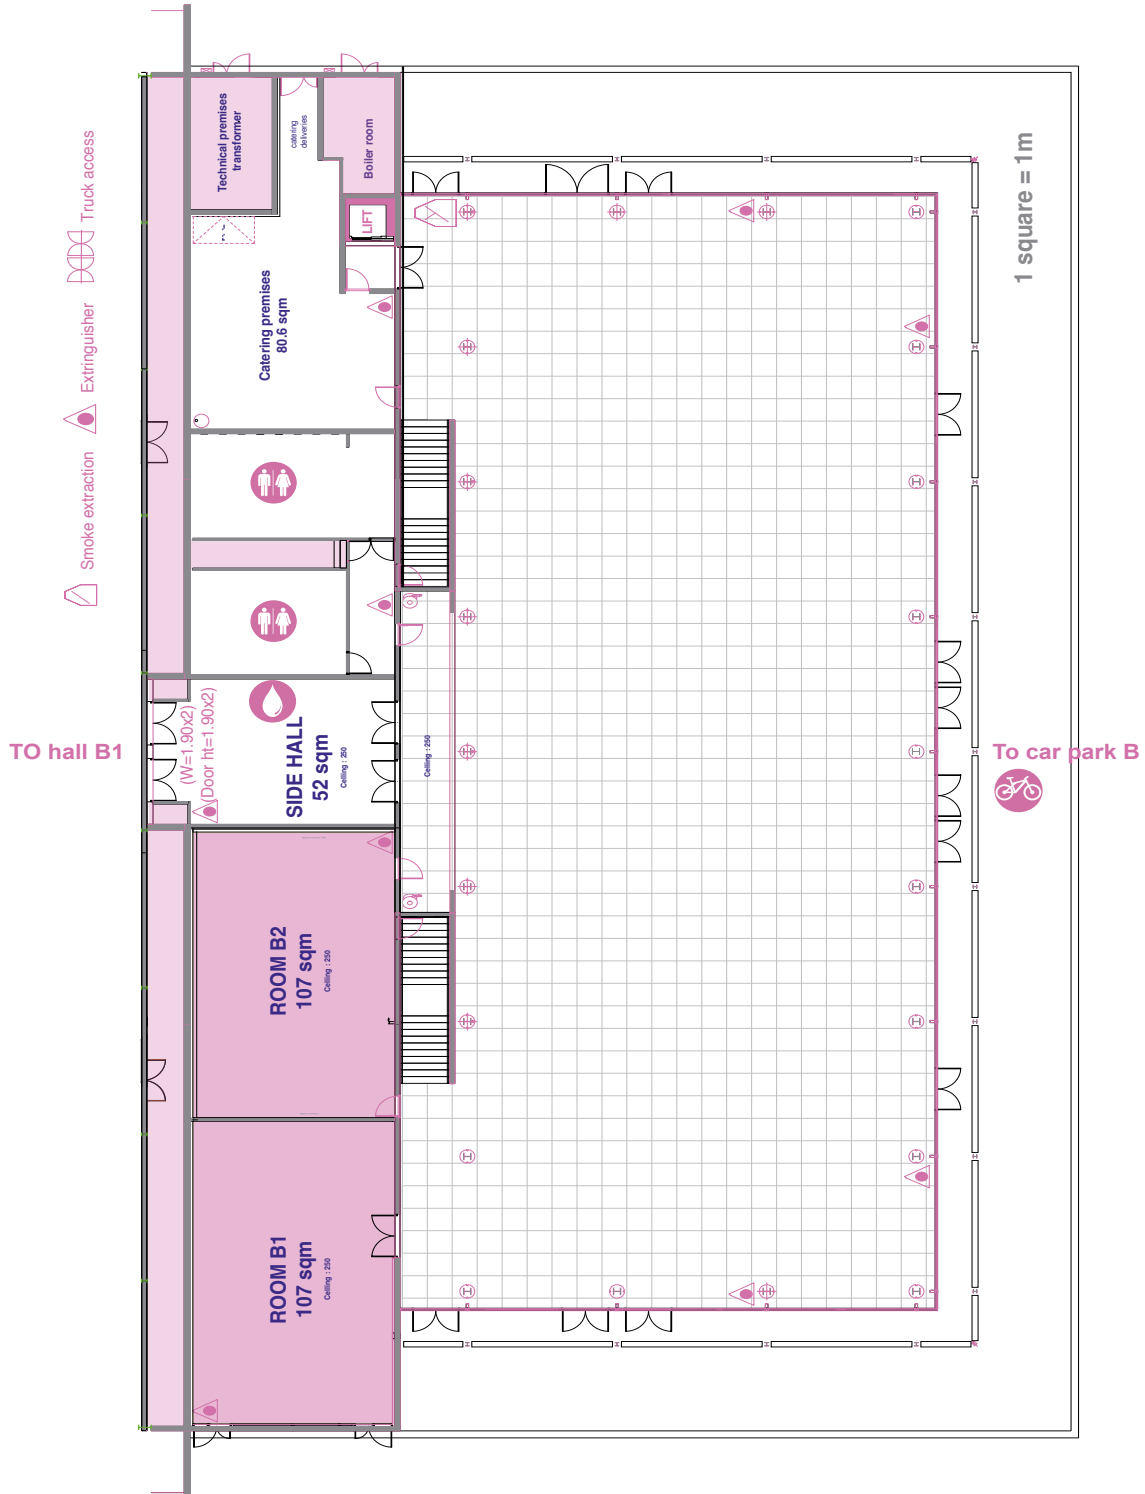 Smoke extraction
Extringuisher
Truck access
Technical premises
transformer
catering
deliveries
Boiler room
LIFT
1 square = 1m
Catering premises
80.6 sqm
TO hall B1
(W=1.90x2)
(Door ht=1.90x2)
SIDE HALL
52 sqm
Ceiling : 250
Ceiling : 250
To car park B
ROOM B2
107 sqm
Ceiling : 250
ROOM B1
107 sqm
Ceiling : 250